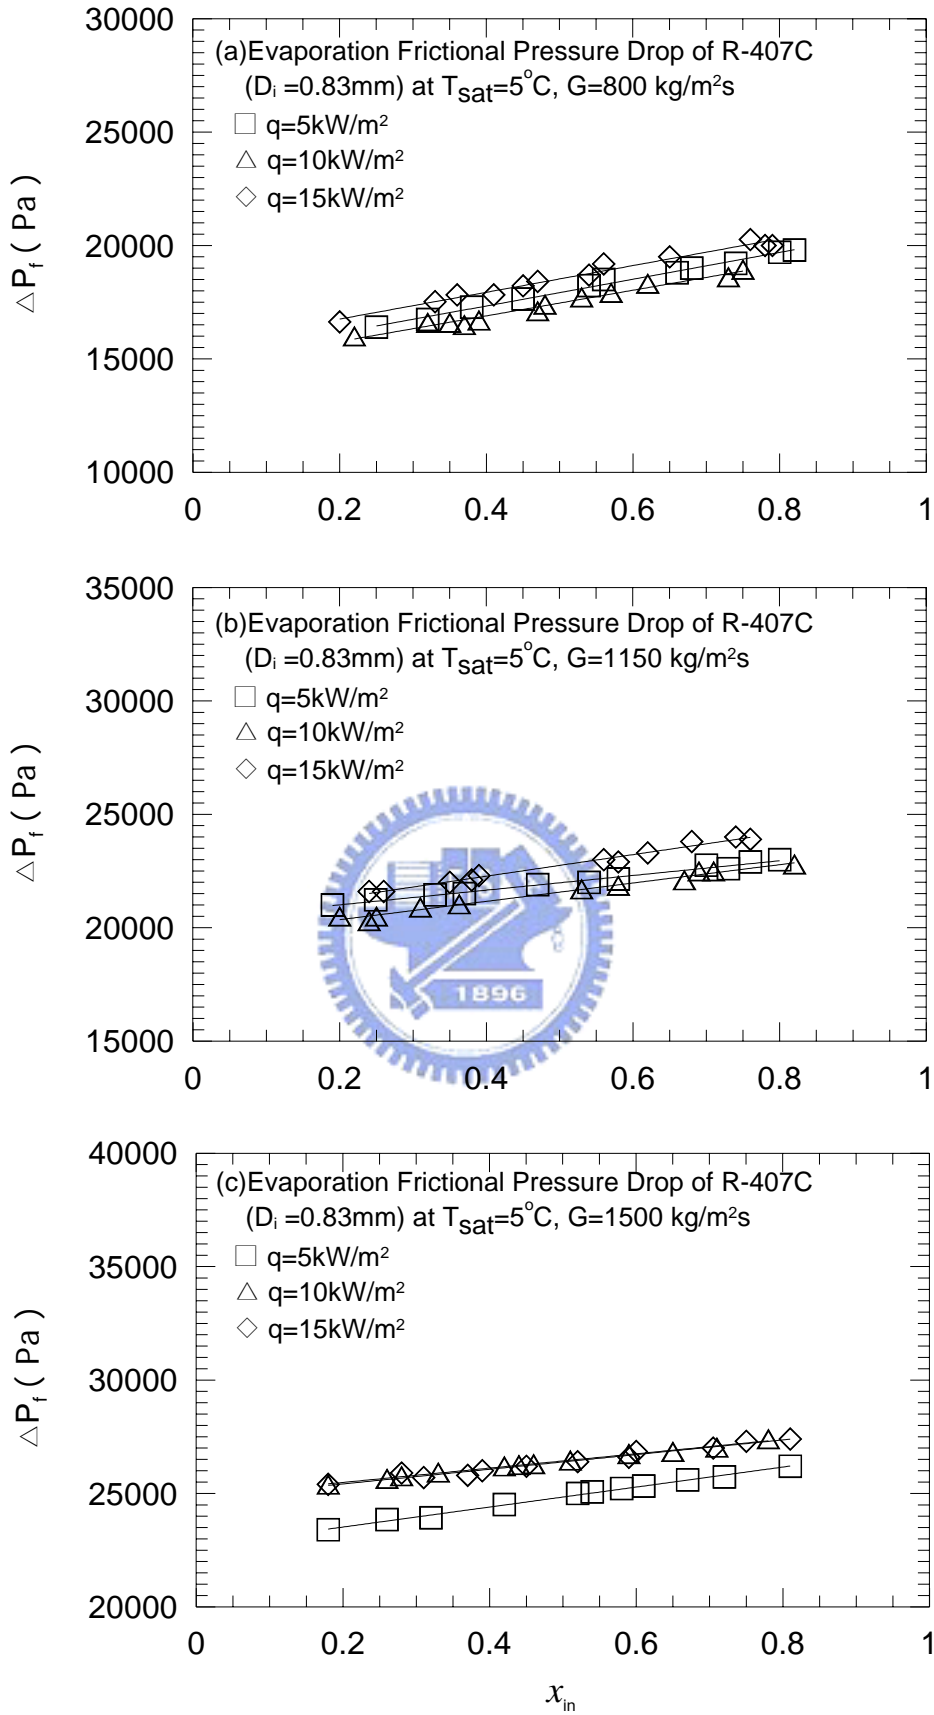 30000
(a)Evaporation Frictional Pressure Drop of R-407C
(Di =0.83mm) at Tsat=5°C, G=800 kg/m²s
25000
q=5kW/m²
q=10kW/m²
q=15kW/m²
20000
15000
10000
△Pf ( Pa )
0 0.2 0.4 0.6 0.8 1
35000
(b)Evaporation Frictional Pressure Drop of R-407C
(Di =0.83mm) at Tsat=5°C, G=1150 kg/m²s
30000
q=5kW/m²
q=10kW/m²
q=15kW/m²
25000
20000
15000
△Pf ( Pa )
1896
0 0.2 0.4 0.6 0.8 1
40000
(c)Evaporation Frictional Pressure Drop of R-407C
(Di =0.83mm) at Tsat=5°C, G=1500 kg/m²s
35000
q=5kW/m²
q=10kW/m²
q=15kW/m²
30000
25000
20000
△Pf ( Pa )
0 0.2 0.4 0.6 0.8 1
xin